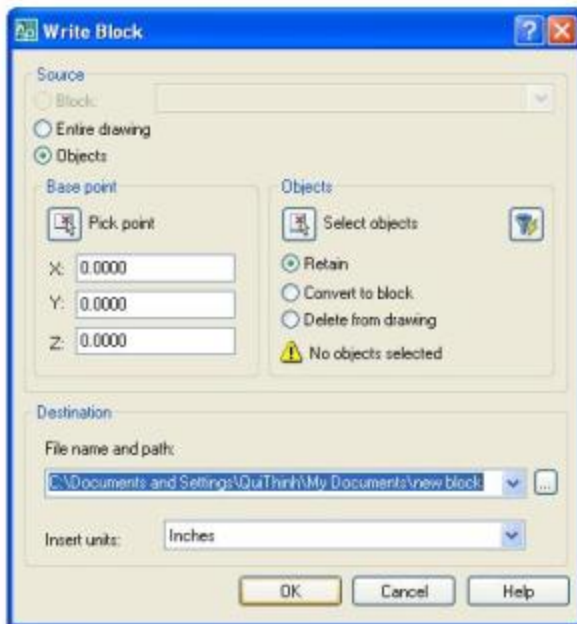 Write Block
Source
Block:
Entire drawing
Objects
Base point
Pick point
X: 0.0000
Y: 0.0000
Z: 0.0000
Objects
Select objects
Retain
Convert to block
Delete from drawing
No objects selected
Destination
File name and path:
C:\Documents and Settings\QuiThinh\My Documents\new block
...
Insert units: Inches
OK Cancel Help